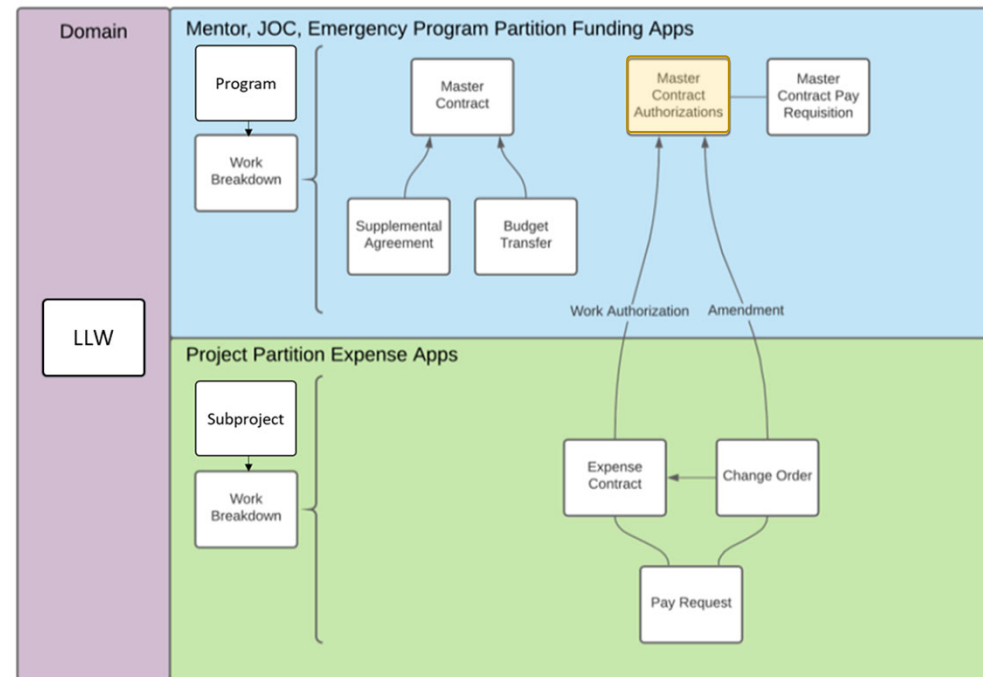 Domain
LLW
Mentor, JOC, Emergency Program Partition Funding Apps
Program
Work
Breakdown
Master
Contract
Master
Contract
Authorizations
Master
Contract Pay
Requisition
Supplemental
Agreement
Budget
Transfer
Work Authorization
Amendment
Project Partition Expense Apps
Subproject
Work
Breakdown
Expense
Contract
Change Order
Pay Request